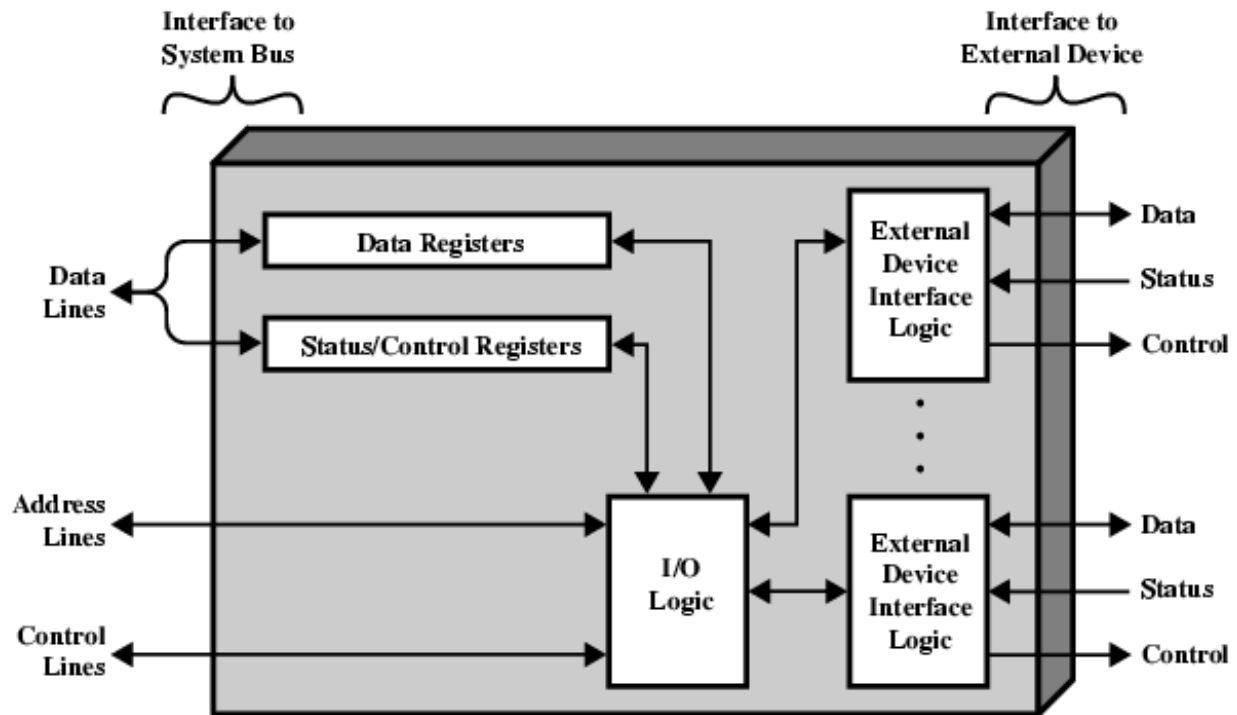 Interface to
System Bus
Interface to
External Device
Data
Lines
Data Registers
Status/Control Registers
External
Device
Interface
Logic
Data
Status
Control
Address
Lines
Control
Lines
I/O
Logic
External
Device
Interface
Logic
Data
Status
Control